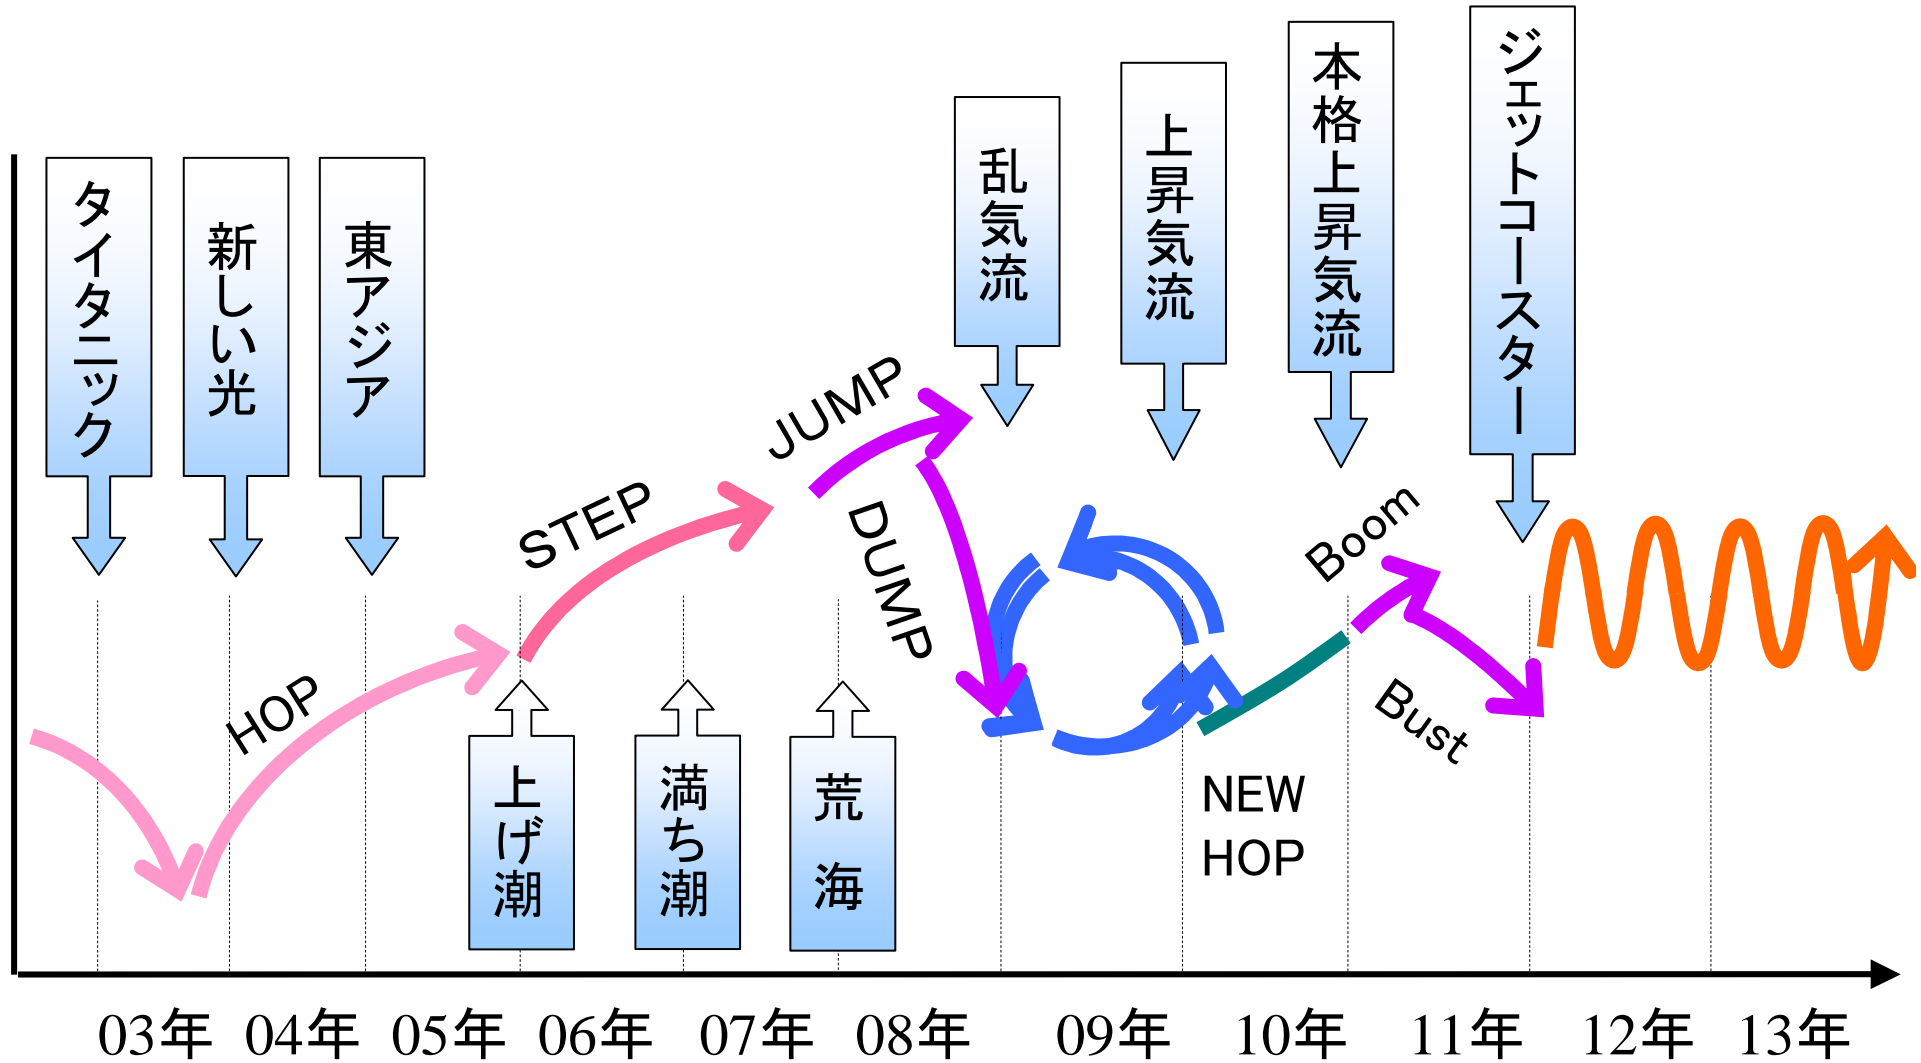 タイタニック
新しい光
東アジア
乱気流
上昇気流
本格上昇気流
ジェットコースター
HOP
STEP
JUMP
DUMP
Boom
Bust
NEW
HOP
上げ潮
満ち潮
荒海
03年 04年 05年 06年 07年 08年 09年 10年 11年 12年 13年